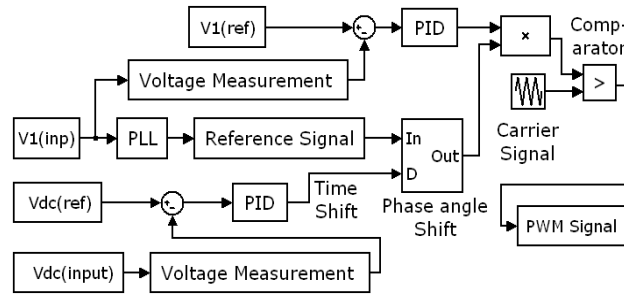 V1(ref)
+
-
PID
×
Comp-
arator
Voltage Measurement
>
V1(inp)
PLL
Reference Signal
In
Out
D
Carrier
Signal
Time
Shift
Phase angle
Shift
Vdc(ref)
+
-
PID
PWM Signal
Vdc(input)
Voltage Measurement